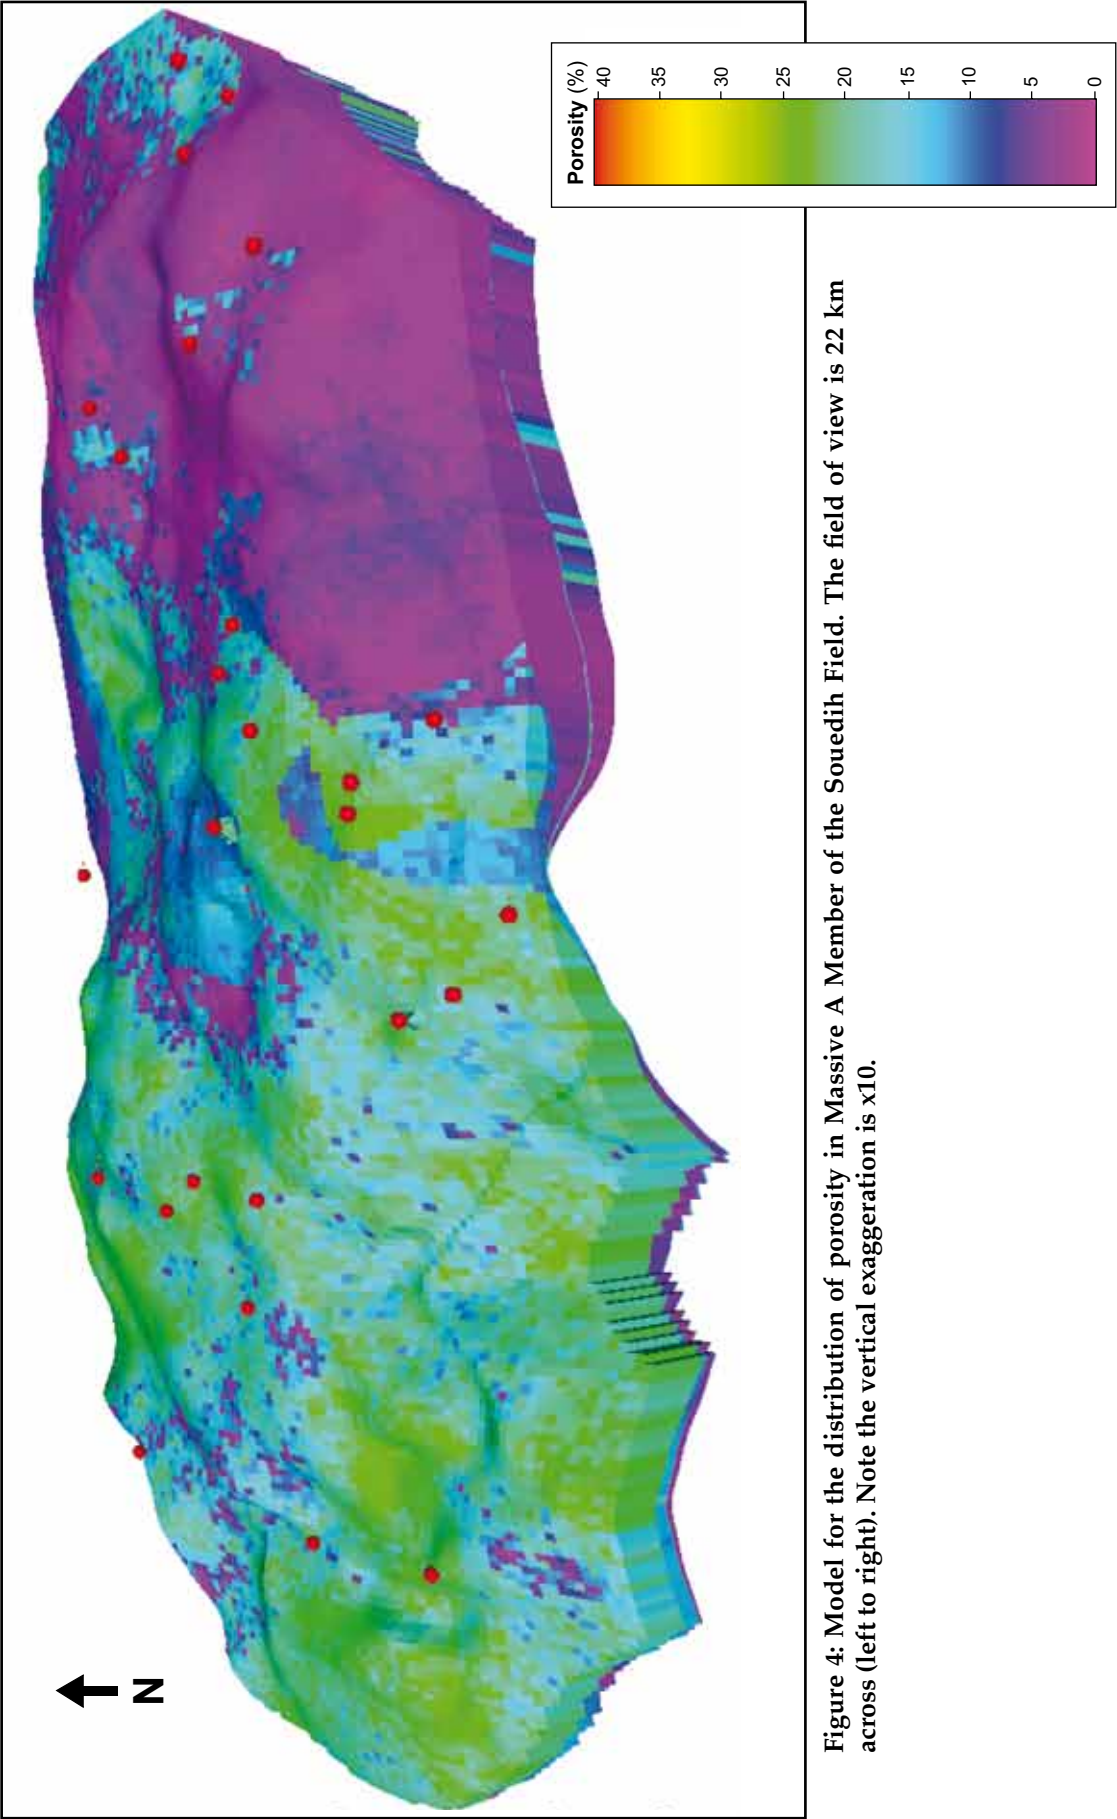 N
Porosity (%)
40
35
30
25
20
15
10
5
0
Figure 4: Model for the distribution of porosity in Massive A Member of the Souedih Field. The field of view is 22 km
across (left to right). Note the vertical exaggeration is x10.